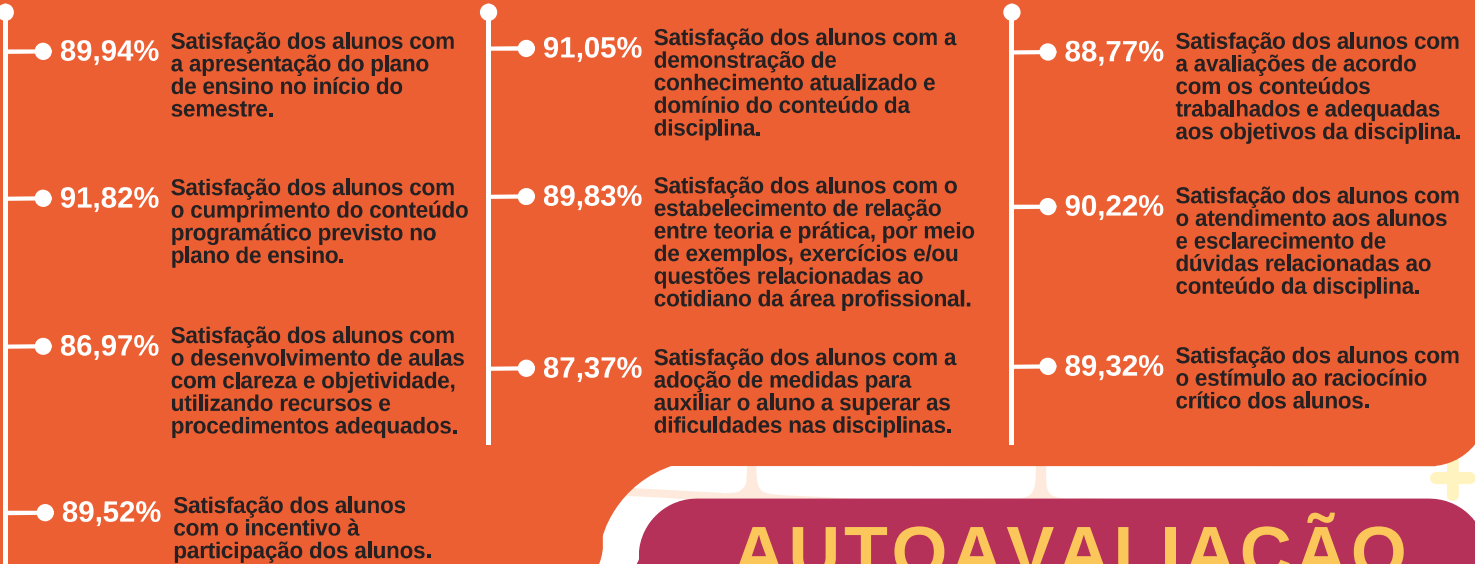 89,94%
Satisfação dos alunos com
a apresentação do plano
de ensino no início do
semestre.
91,82%
Satisfação dos alunos com
o cumprimento do conteúdo
programático previsto no
plano de ensino.
86,97%
Satisfação dos alunos com
o desenvolvimento de aulas
com clareza e objetividade,
utilizando recursos e
procedimentos adequados.
89,52%
Satisfação dos alunos
com o incentivo à
participação dos alunos.
91,05%
Satisfação dos alunos com a
demonstração de
conhecimento atualizado e
domínio do conteúdo da
disciplina.
89,83%
Satisfação dos alunos com o
estabelecimento de relação
entre teoria e prática, por meio
de exemplos, exercícios e/ou
questões relacionadas ao
cotidiano da área profissional.
87,37%
Satisfação dos alunos com a
adoção de medidas para
auxiliar o aluno a superar as
dificuldades nas disciplinas.
88,77%
Satisfação dos alunos com
a avaliações de acordo
com os conteúdos
trabalhados e adequadas
aos objetivos da disciplina.
90,22%
Satisfação dos alunos com
o atendimento aos alunos
e esclarecimento de
dúvidas relacionadas ao
conteúdo da disciplina.
89,32%
Satisfação dos alunos com
o estímulo ao raciocínio
crítico dos alunos.
AUTOAVALIAÇÃO